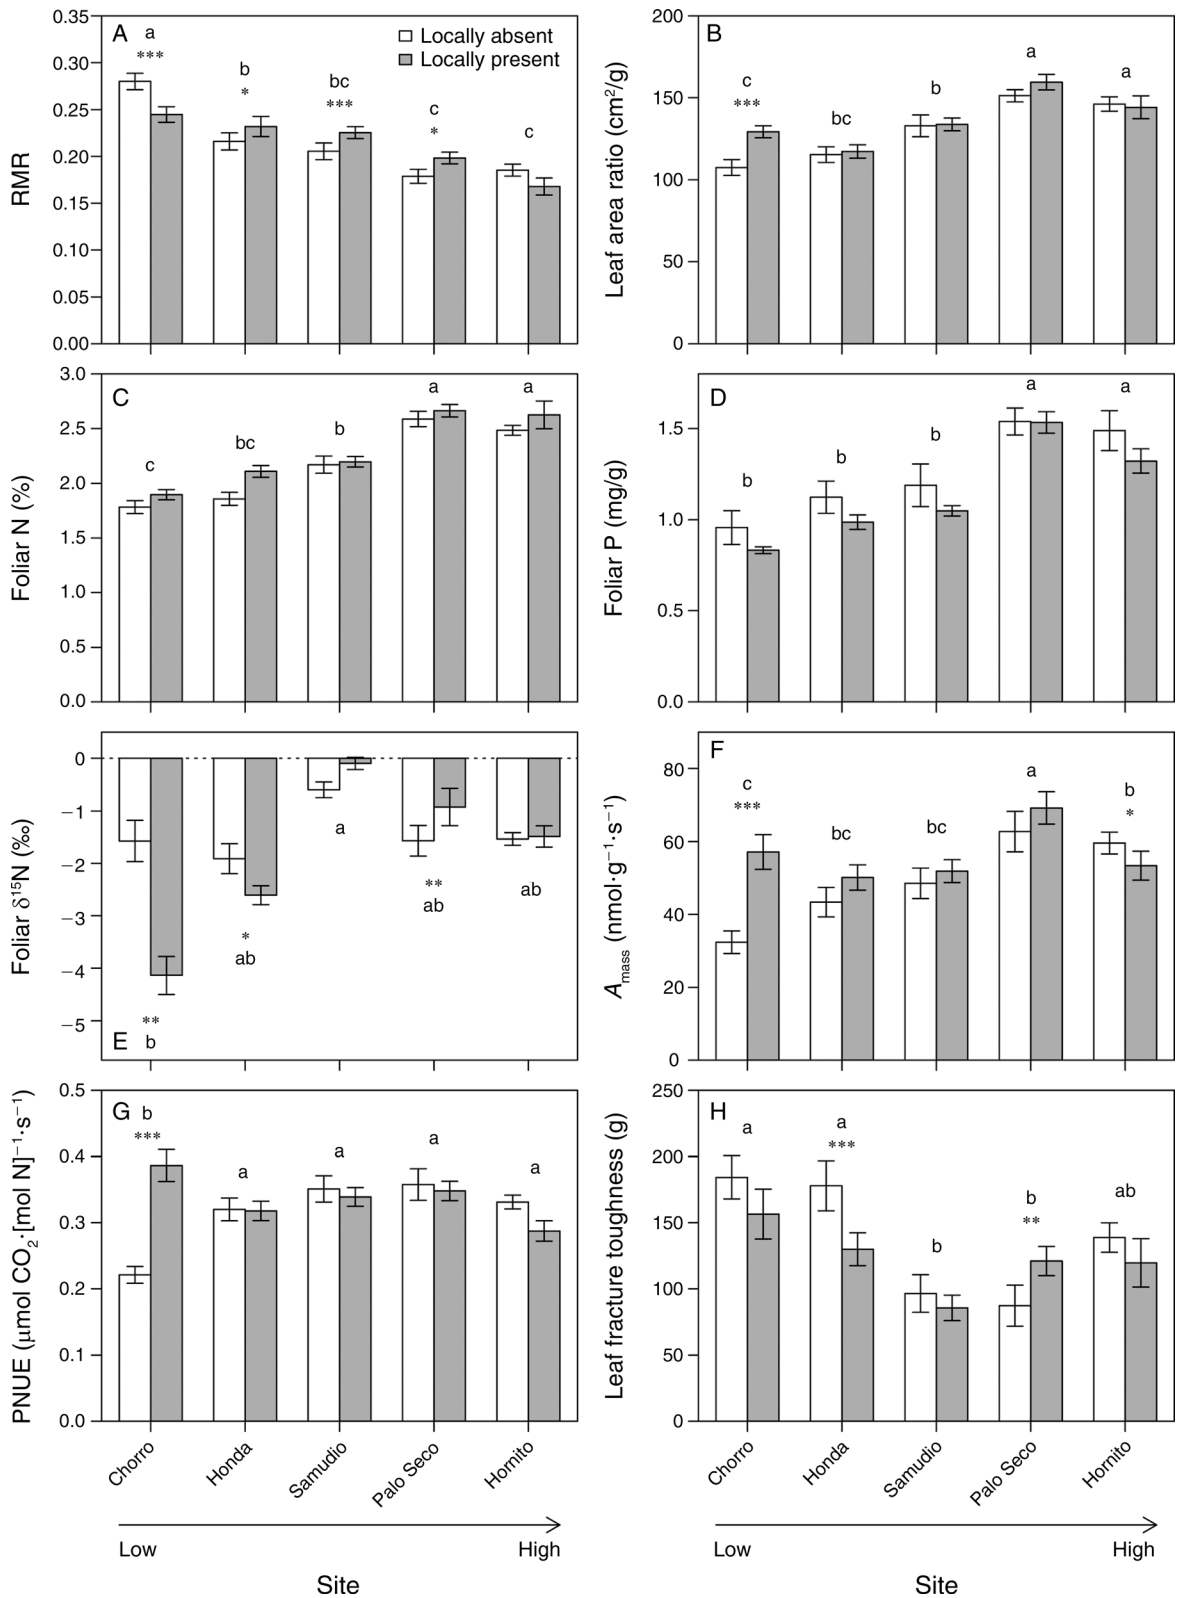 A
a
***
b
*
bc
***
c
*
c
Locally absent
Locally present
0.35
0.30
0.25
0.20
0.15
0.10
0.05
0.00
RMR
B
c
***
bc
b
a
a
200
150
100
50
0
Leaf area ratio (cm²/g)
C
c
bc
b
a
a
3.0
2.5
2.0
1.5
1.0
0.5
0.0
Foliar N (%)
D
b
b
b
a
a
1.5
1.0
0.5
0.0
Foliar P (mg/g)
0
−1
−2
−3
−4
−5
Foliar δ¹⁵N (‰)
E
**
b
*
ab
a
**
ab
ab
F
c
***
bc
bc
a
b
*
80
60
40
20
0
Amass (nmol·g⁻¹·s⁻¹)
G
b
***
a
a
a
a
0.5
0.4
0.3
0.2
0.1
0.0
PNUE (μmol CO₂·[mol N]⁻¹·s⁻¹)
Chorro
Honda
Samudio
Palo Seco
Hornito
Low
High
Site
H
a
a
***
b
b
**
ab
250
200
150
100
50
0
Leaf fracture toughness (g)
Chorro
Honda
Samudio
Palo Seco
Hornito
Low
High
Site